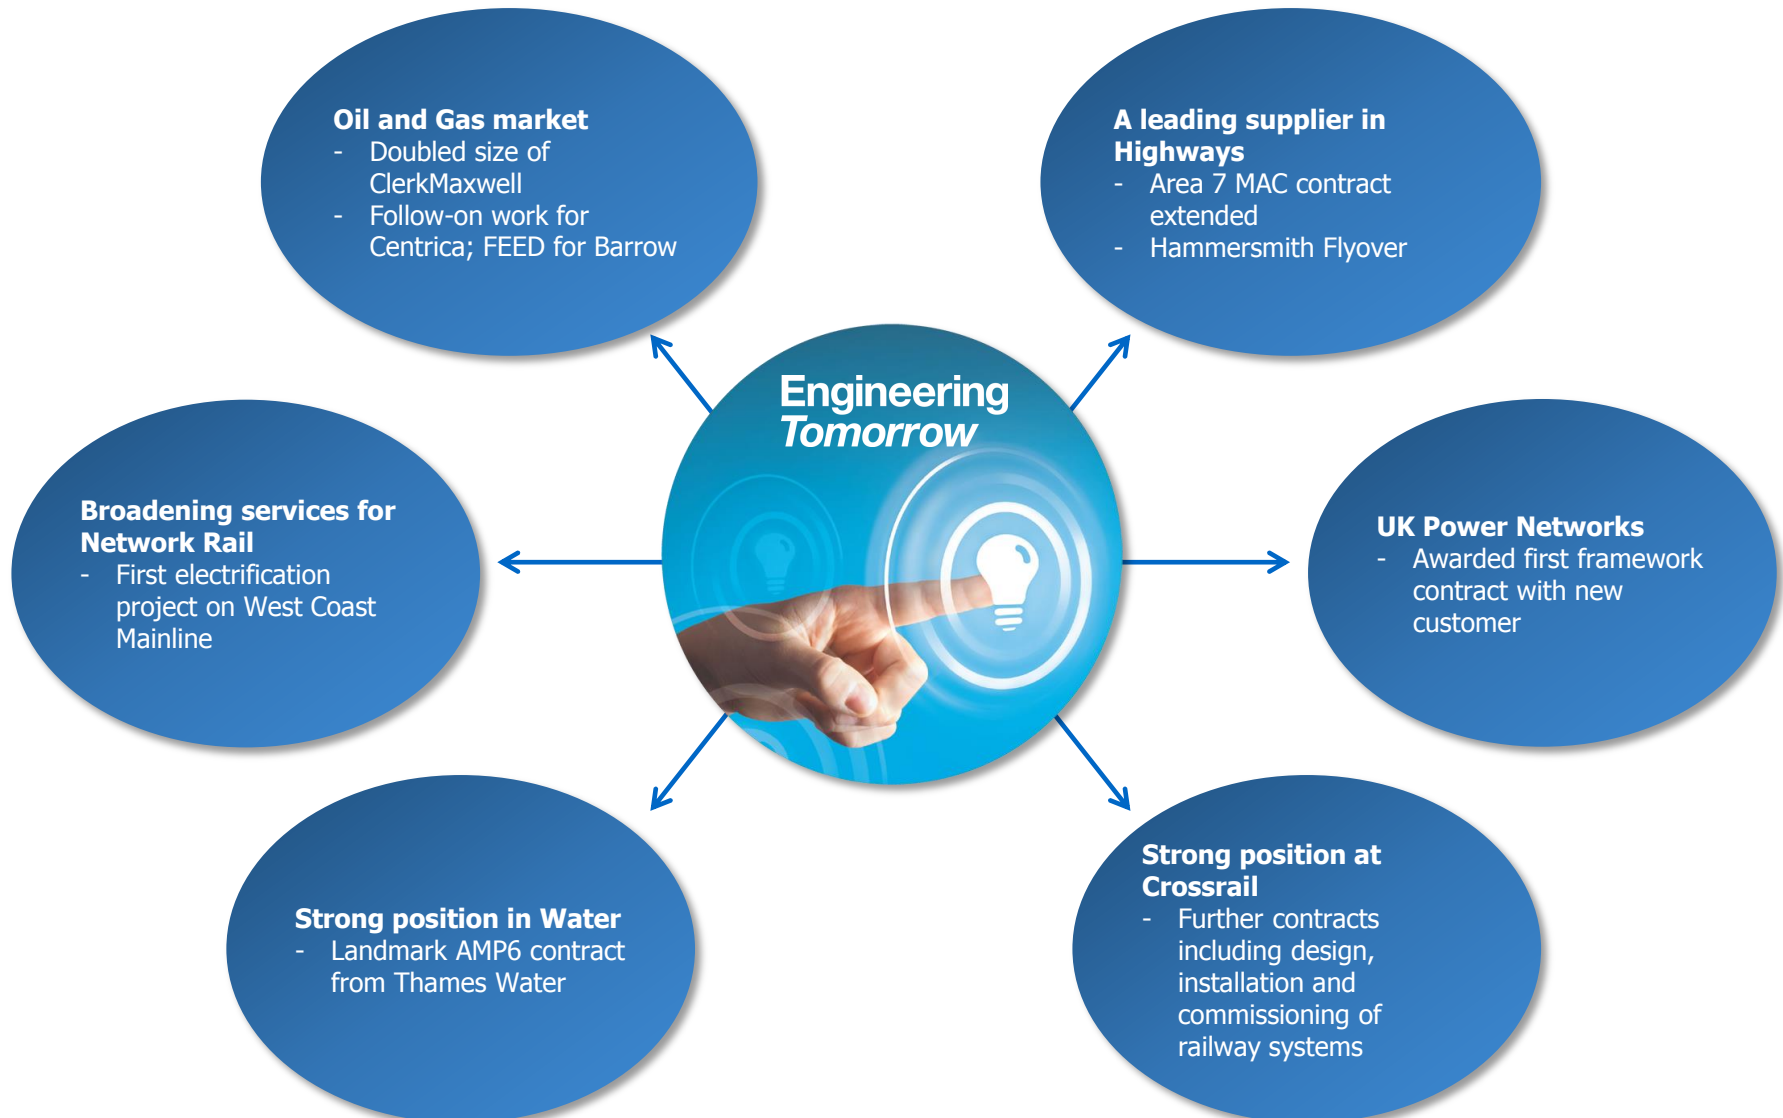 Oil and Gas market
- Doubled size of
ClerkMaxwell
- Follow-on work for
Centrica; FEED for Barrow
A leading supplier in
Highways
- Area 7 MAC contract
extended
- Hammersmith Flyover
Engineering
Tomorrow
Broadening services for
Network Rail
- First electrification
project on West Coast
Mainline
UK Power Networks
- Awarded first framework
contract with new
customer
Strong position in Water
- Landmark AMP6 contract
from Thames Water
Strong position at
Crossrail
- Further contracts
including design,
installation and
commissioning of
railway systems